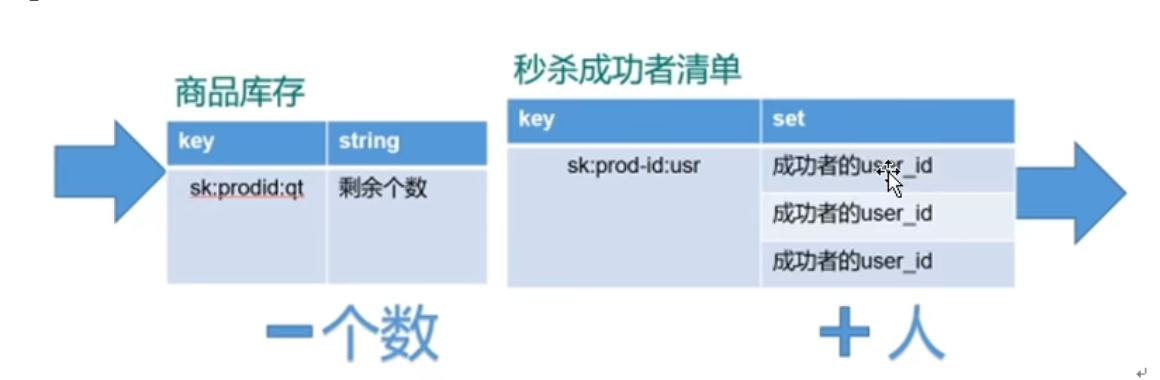 商品库存
key string
sk:prodid:qt 剩余个数
－个数
秒杀成功者清单
key set
sk:prod-id:usr 成功者的user_id
成功者的user_id
成功者的user_id
＋人